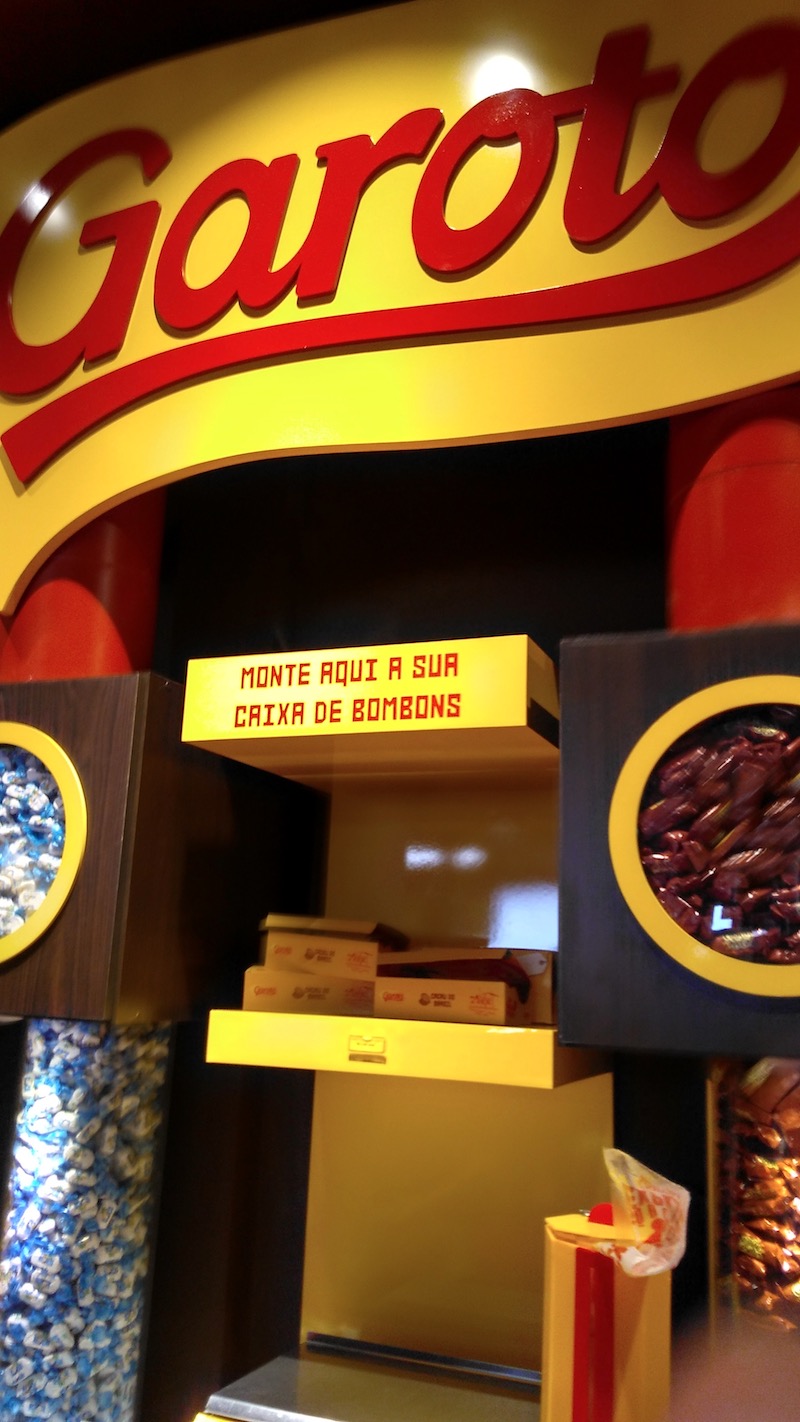 Garoto
MONTE AQUI A SUA
CAIXA DE BOMBONS